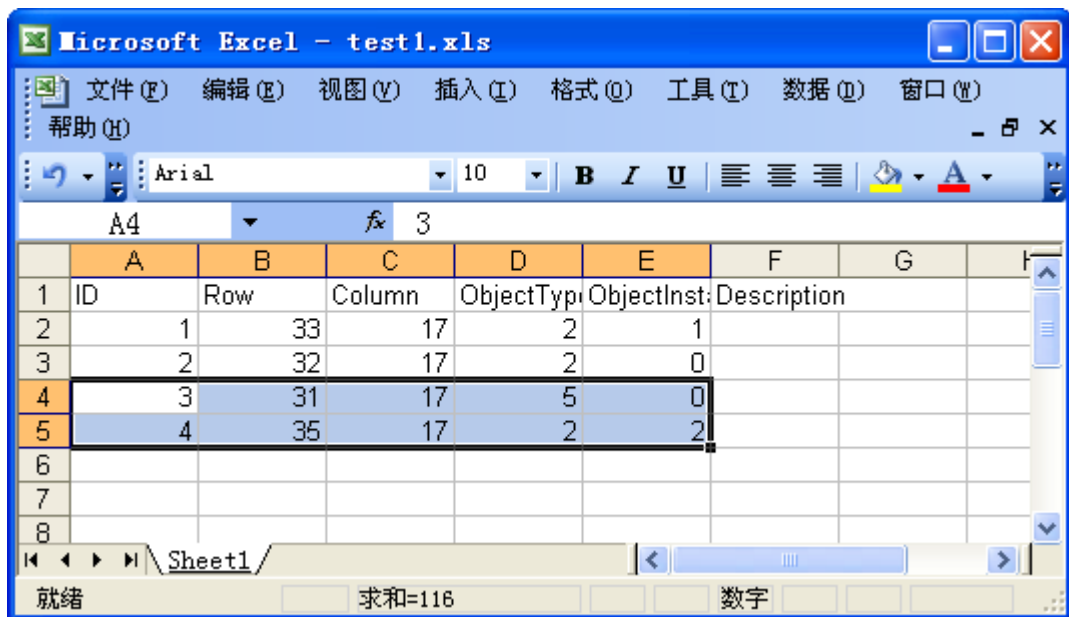 Microsoft Excel - test1.xls
文件(F) 编辑(E) 视图(V) 插入(I) 格式(O) 工具(T) 数据(D) 窗口(W)
帮助(H)
Arial 10 B I U A
A4 fx 3
A B C D E F G H
1 ID Row Column ObjectTyp ObjectInst Description
2 1 33 17 2 1
3 2 32 17 2 0
4 3 31 17 5 0
5 4 35 17 2 2
6
7
8
Sheet1
就绪 求和=116 数字